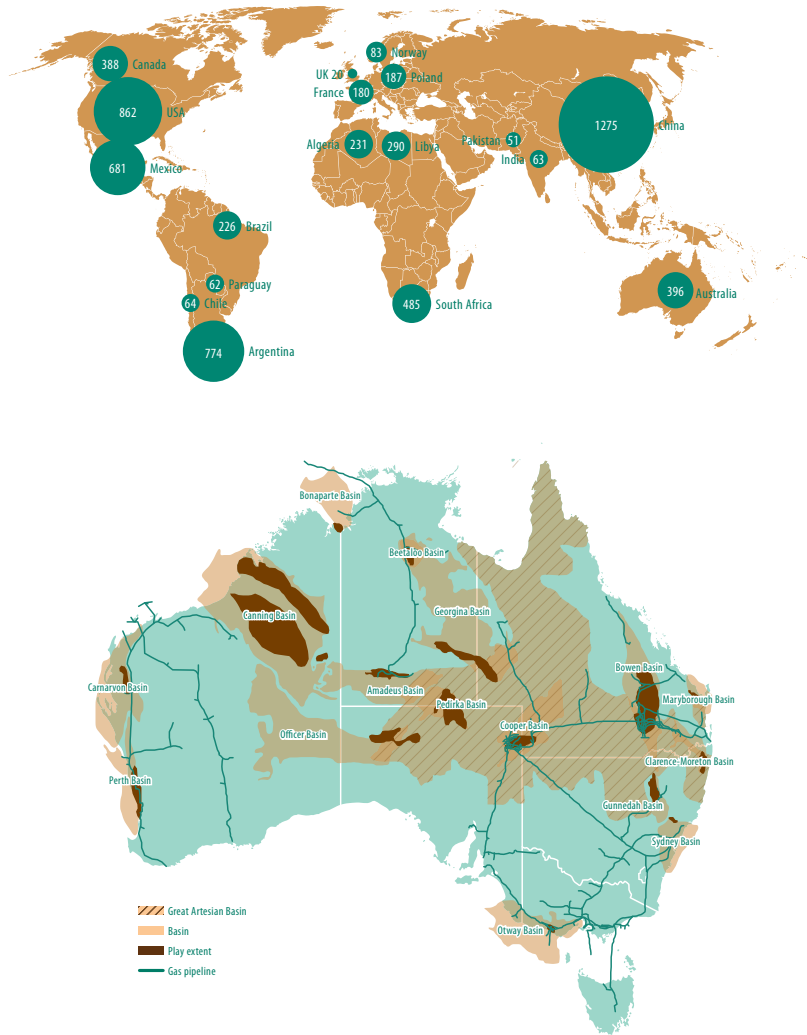 83 Norway
388 Canada
UK 20
187 Poland
France 180
862 USA
1275 China
Algeria 231
290 Libya
Pakistan 51
India 63
681 Mexico
226 Brazil
62 Paraguay
396 Australia
64 Chile
485 South Africa
774 Argentina
Bonaparte Basin
Beetaloo Basin
Canning Basin
Georgina Basin
Bowen Basin
Carnarvon Basin
Amadeus Basin
Maryborough Basin
Pedirka Basin
Cooper Basin
Officer Basin
Clarence-Moreton Basin
Perth Basin
Gunnedah Basin
Sydney Basin
Great Artesian Basin
Basin
Otway Basin
Play extent
Gas pipeline